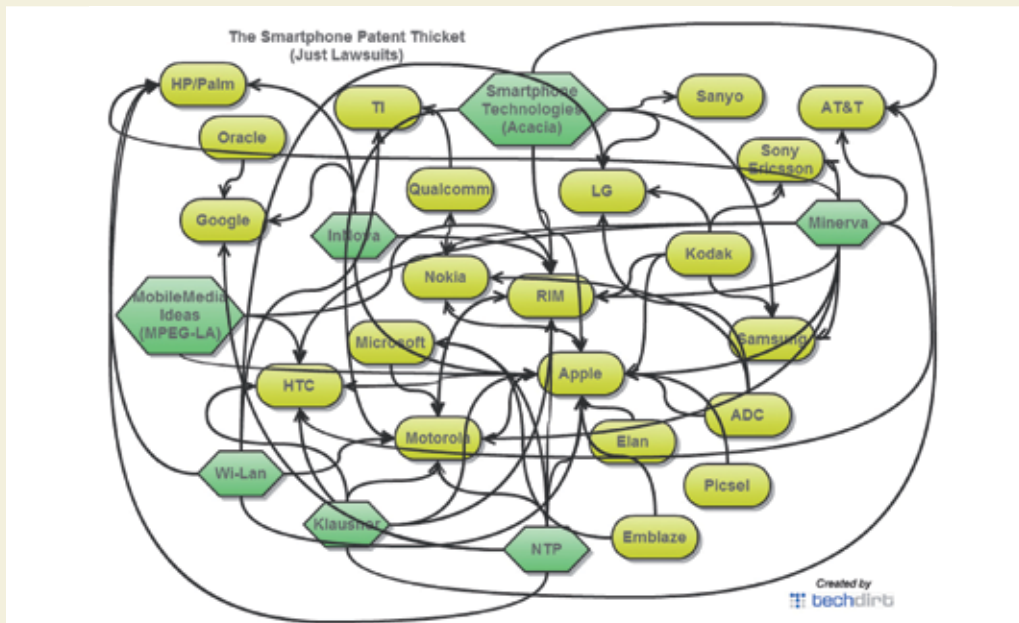 The Smartphone Patent Thicket
(Just Lawsuits)
HP/Palm
TI
Smartphone
Technologies
(Acacia)
Sanyo
AT&T
Oracle
Sony
Ericsson
Qualcomm
LG
Google
InNova
Minerva
Kodak
Nokia
RIM
MobileMedia
Ideas
(MPEG-LA)
Microsoft
Samsung
HTC
Apple
ADC
Motorola
Elan
Wi-Lan
Picsel
Klausner
NTP
Emblaze
Created by
techdirt